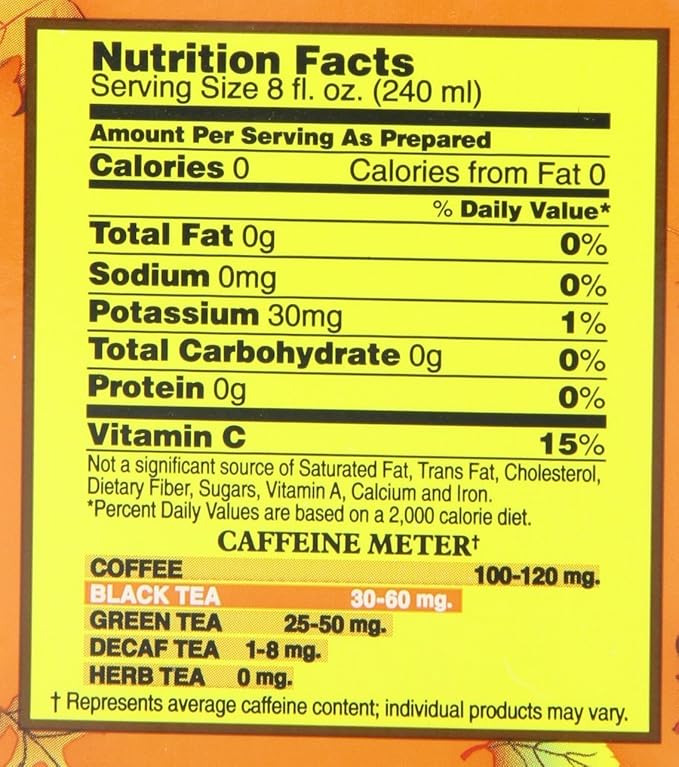 Nutrition Facts
Serving Size 8 fl. oz. (240 ml)
Amount Per Serving As Prepared
Calories 0 Calories from Fat 0
% Daily Value*
Total Fat 0g 0%
Sodium 0mg 0%
Potassium 30mg 1%
Total Carbohydrate 0g 0%
Protein 0g 0%
Vitamin C 15%
Not a significant source of Saturated Fat, Trans Fat, Cholesterol,
Dietary Fiber, Sugars, Vitamin A, Calcium and Iron.
*Percent Daily Values are based on a 2,000 calorie diet.
CAFFEINE METER†
COFFEE 100-120 mg.
BLACK TEA 30-60 mg.
GREEN TEA 25-50 mg.
DECAF TEA 1-8 mg.
HERB TEA 0 mg.
† Represents average caffeine content; individual products may vary.